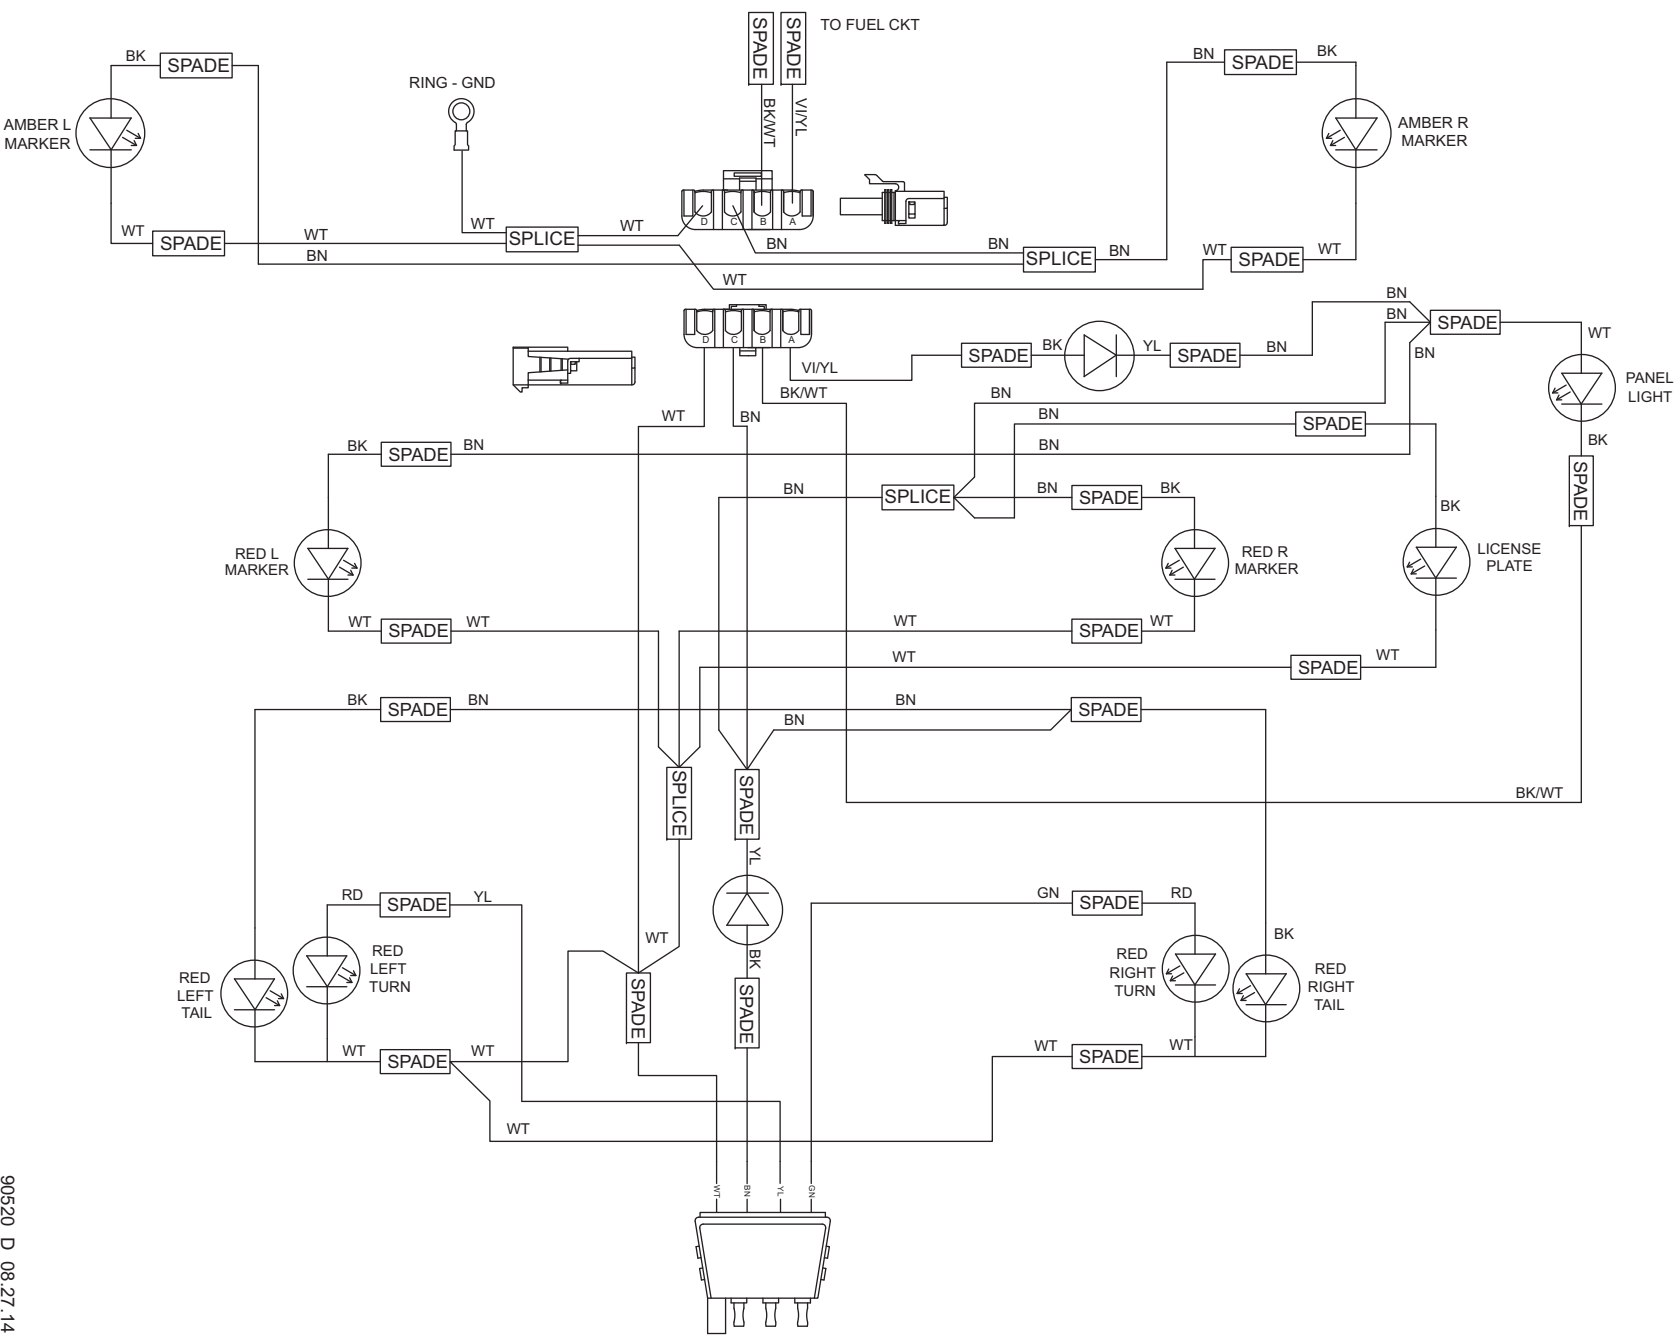 SPADE
SPADE
TO FUEL CKT
BK
SPADE
BN
SPADE
BK
RING - GND
BK/WT
VI/YL
AMBER L
MARKER
AMBER R
MARKER
D
C
B
A
WT
SPADE
WT
BN
WT
SPLICE
WT
BN
BN
SPLICE
BN
WT
SPADE
WT
WT
D
C
B
A
VI/YL
SPADE
BK
YL
SPADE
BN
BN
BN
BN
SPADE
WT
PANEL
LIGHT
BK
SPADE
WT
BN
BK/WT
BN
BN
SPADE
BK
SPADE
BN
BN
BN
SPLICE
BN
SPADE
BK
BK
RED L
MARKER
RED R
MARKER
LICENSE
PLATE
WT
SPADE
WT
WT
SPADE
WT
WT
SPADE
WT
BK
SPADE
BN
BN
BN
SPADE
SPLICE
SPADE
BK/WT
YL
RD
SPADE
YL
GN
SPADE
RD
WT
BK
BK
RED
LEFT
TAIL
RED
LEFT
TURN
RED
RIGHT
TURN
RED
RIGHT
TAIL
SPADE
SPADE
WT
SPADE
WT
WT
SPADE
WT
WT
WT
BN
YL
GN
90520 D 08.27.14